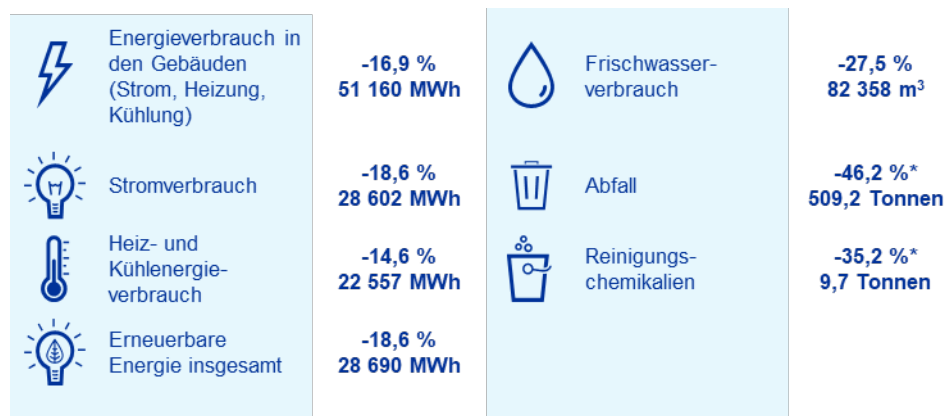 Energieverbrauch in
den Gebäuden
(Strom, Heizung,
Kühlung)
-16,9 %
51 160 MWh
Stromverbrauch
-18,6 %
28 602 MWh
Heiz- und
Kühlenergie-
verbrauch
-14,6 %
22 557 MWh
Erneuerbare
Energie insgesamt
-18,6 %
28 690 MWh
Frischwasser-
verbrauch
-27,5 %
82 358 m³
Abfall
-46,2 %*
509,2 Tonnen
Reinigungs-
chemikalien
-35,2 %*
9,7 Tonnen